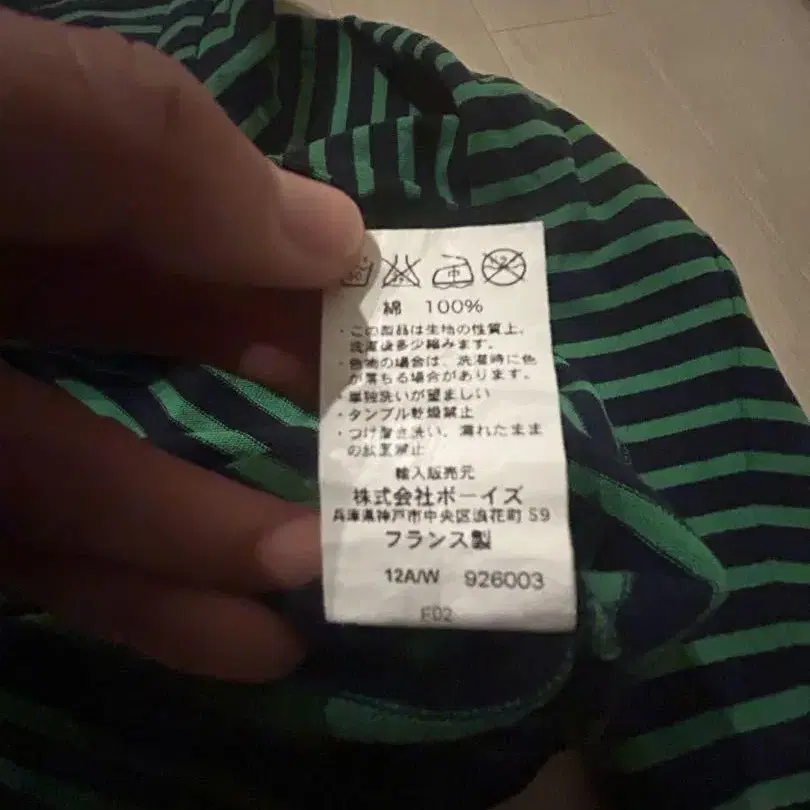 綿 100%
・この製品は生地の性質上、
洗濯後多少縮みます。
・色物の場合は、洗濯時に色
が落ちる場合があります。
・単独洗いが望ましい
・タンブル乾燥禁止
・つけ置き洗い、濡れたまま
の放置禁止
輸入販売元
株式会社ボーイズ
兵庫県神戸市中央区浪花町 59
フランス製
12A/W 926003
F02